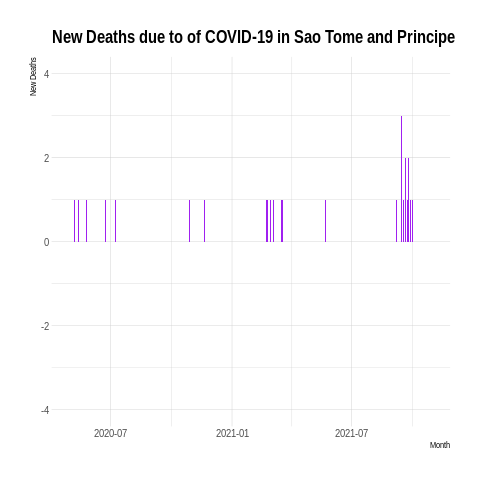 New Deaths due to of COVID-19 in Sao Tome and Principe
New Deaths
4
2
0
-2
-4
2020-07
2021-01
2021-07
Month